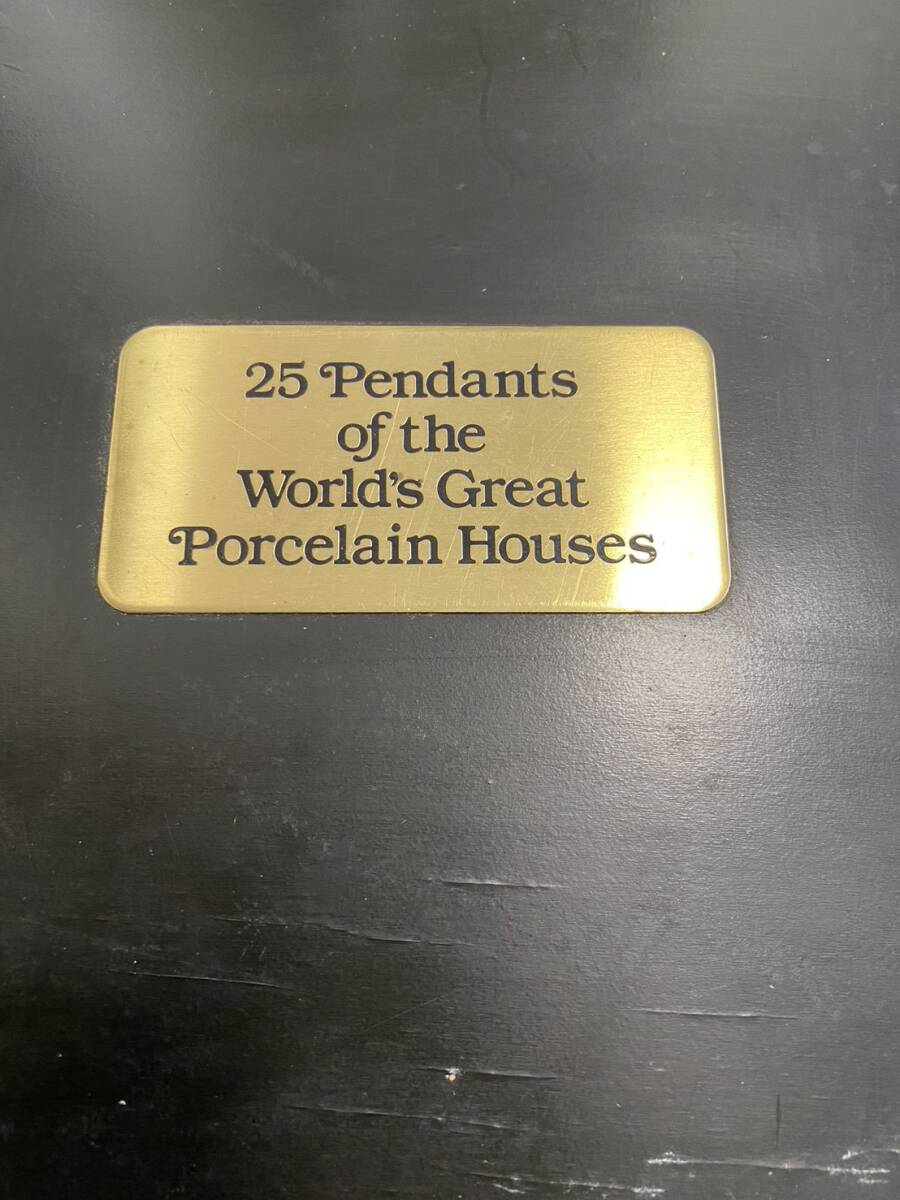 25 Pendants
of the
World's Great
Porcelain Houses